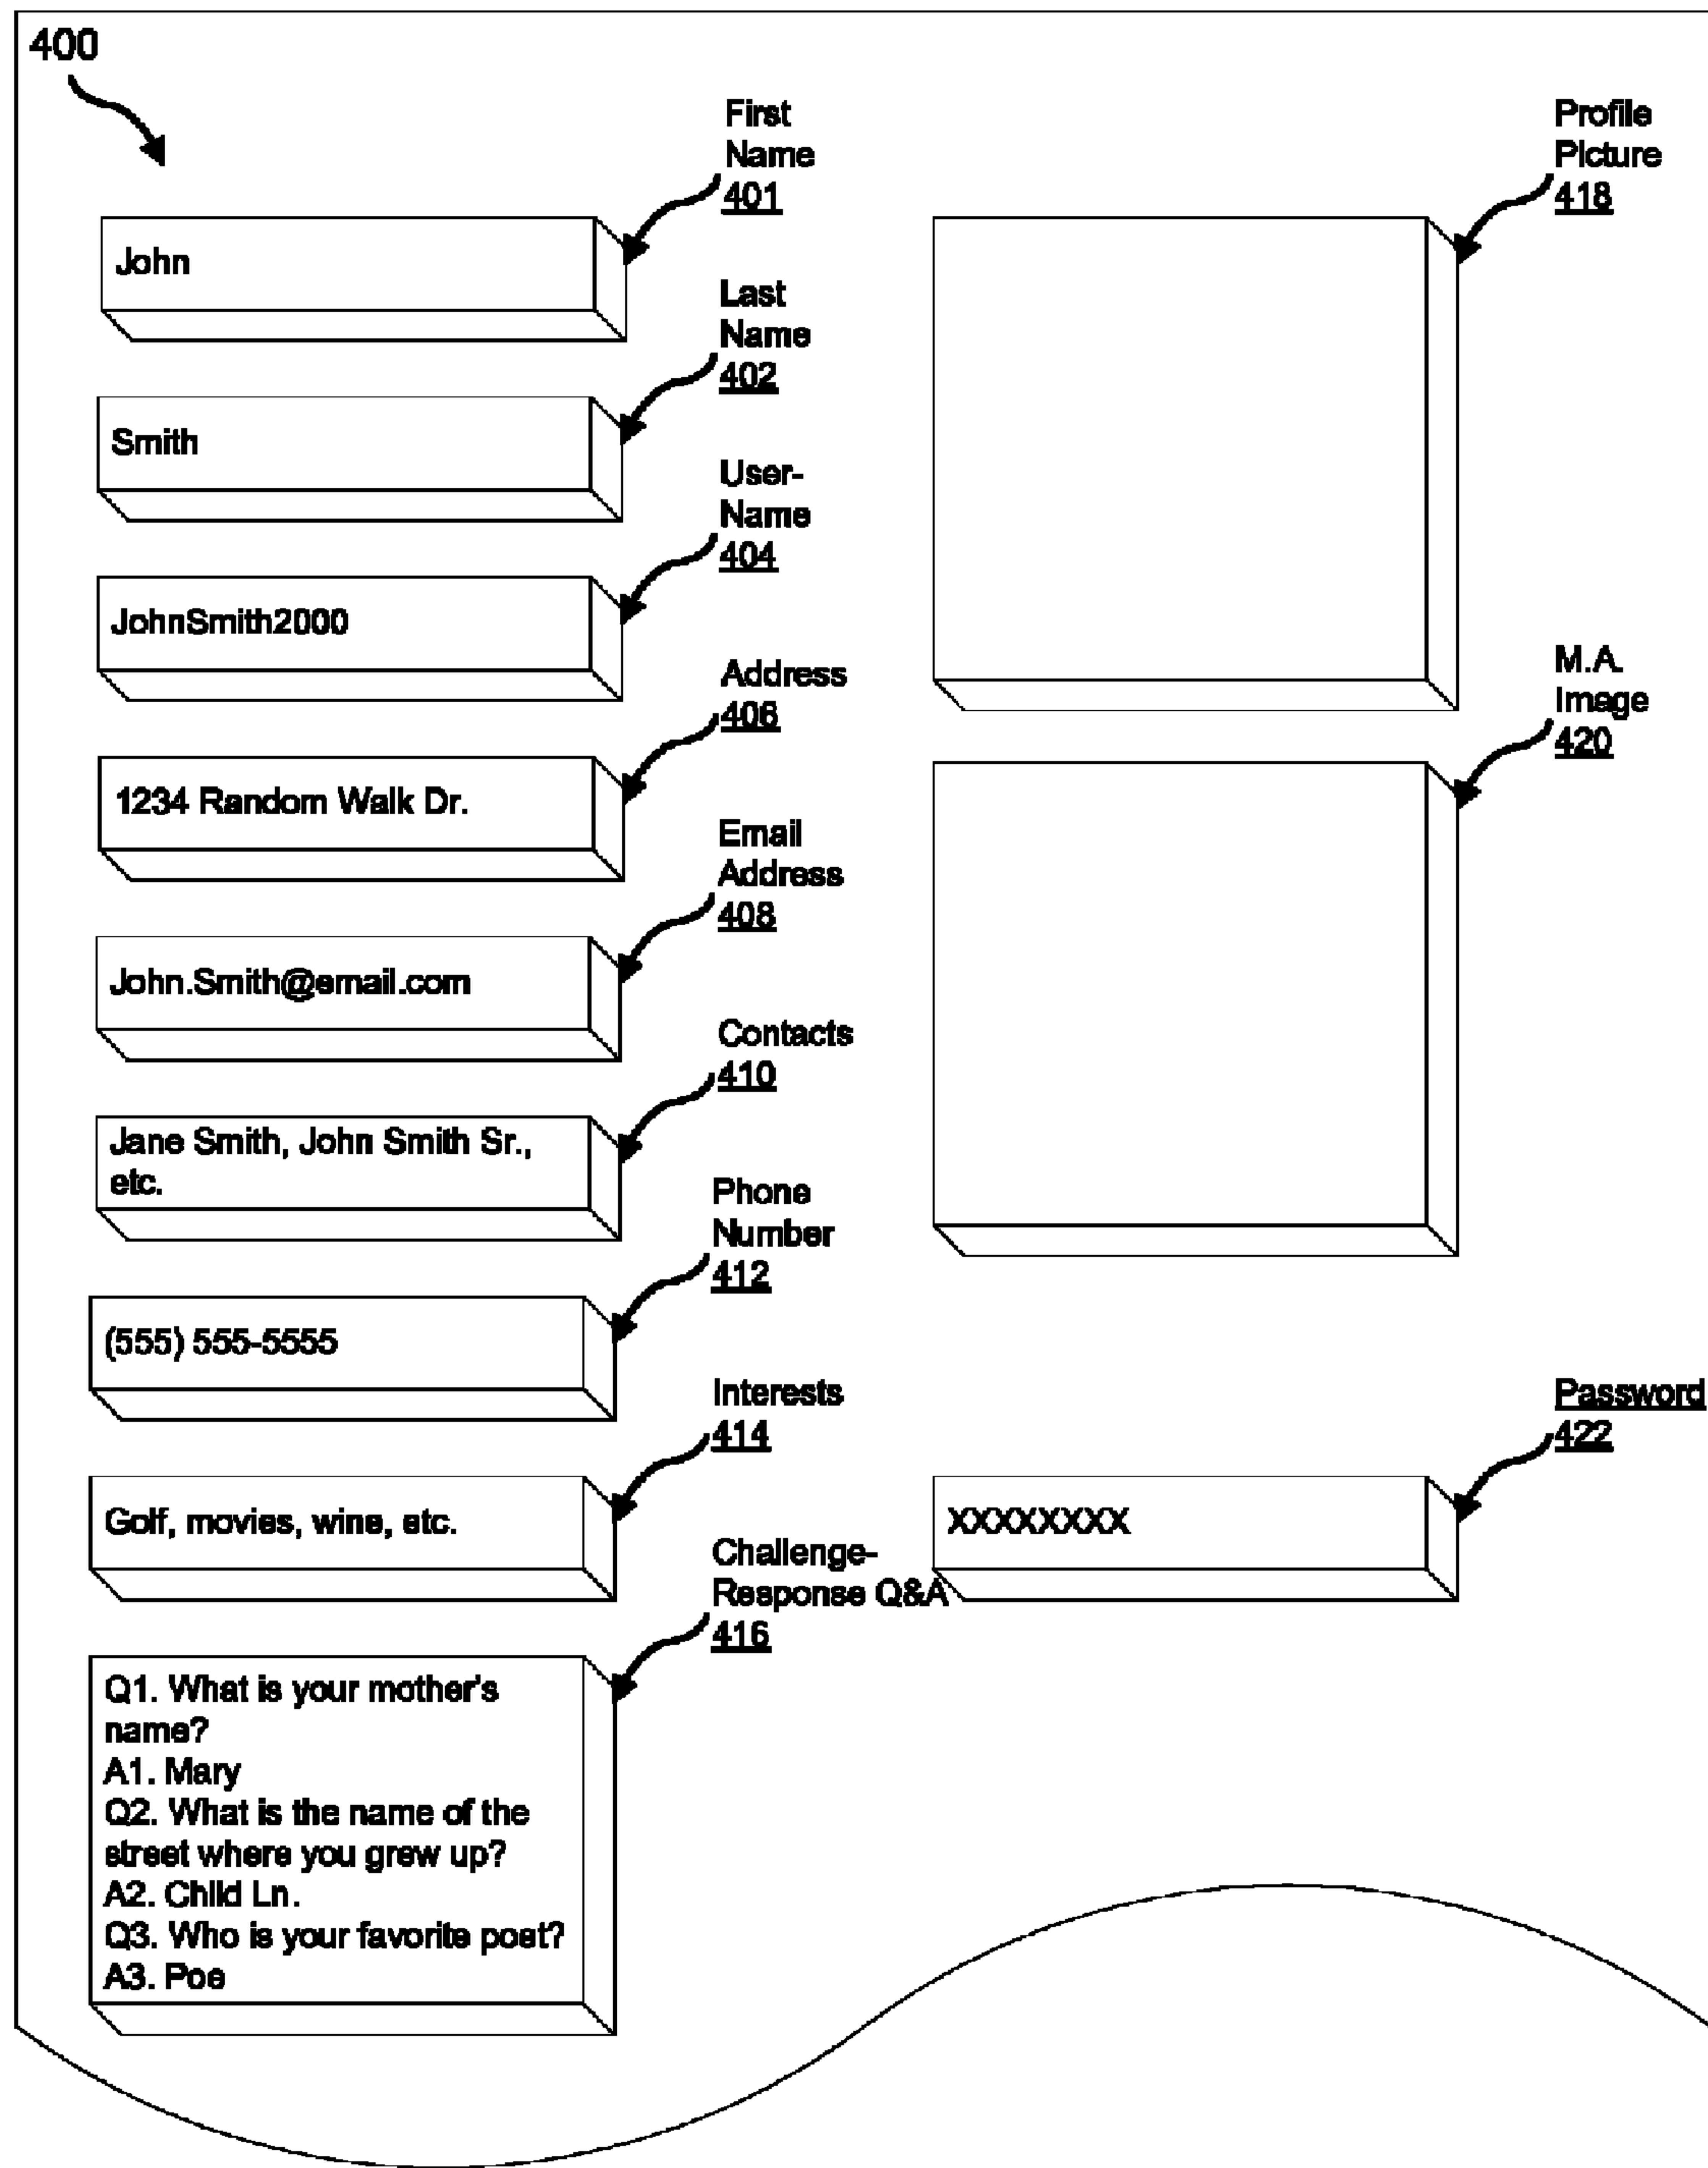 400
First
Name
401
John
Last
Name
402
Smith
User-
Name
404
JohnSmith2000
Address
406
1234 Random Walk Dr.
Email
Address
408
John.Smith@email.com
Contacts
410
Jane Smith, John Smith Sr.,
etc.
Phone
Number
412
(555) 555-5555
Interests
414
Golf, movies, wine, etc.
Challenge-
Response Q&A
416
Q1. What is your mother's
name?
A1. Mary
Q2. What is the name of the
street where you grew up?
A2. Child Ln.
Q3. Who is your favorite poet?
A3. Poe
Profile
Picture
418
M.A.
Image
420
Password
422
XXXXXXXX